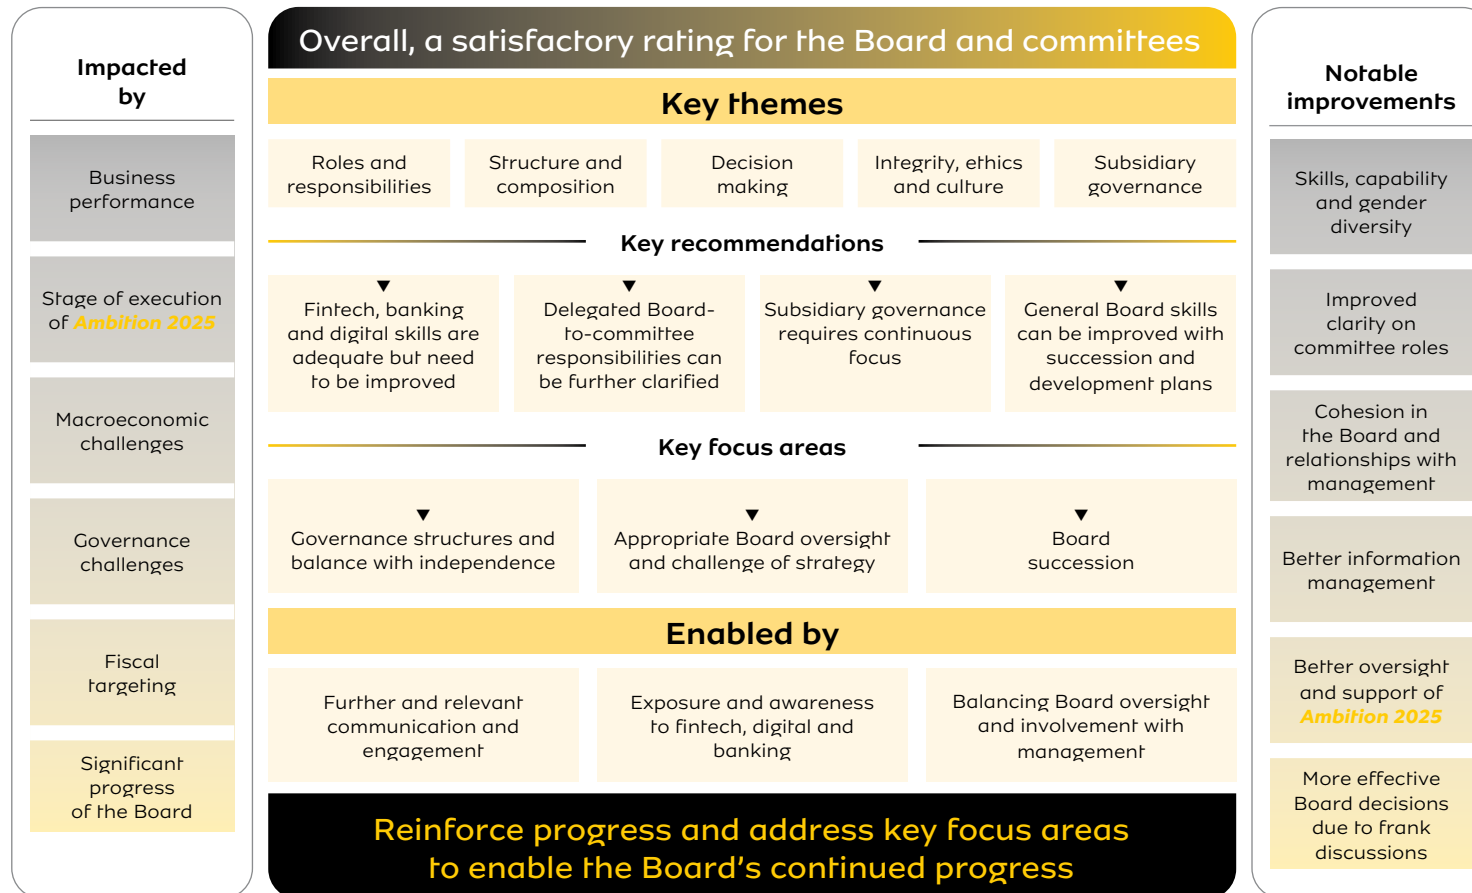 Impacted
by
Business
performance
Stage of execution
of Ambition 2025
Macroeconomic
challenges
Governance
challenges
Fiscal
targeting
Significant
progress
of the Board
Overall, a satisfactory rating for the Board and committees
Key themes
Roles and
responsibilities
Structure and
composition
Decision
making
Integrity, ethics
and culture
Subsidiary
governance
Key recommendations
Fintech, banking
and digital skills are
adequate but need
to be improved
Delegated Board-
to-committee
responsibilities can
be further clarified
Subsidiary governance
requires continuous
focus
General Board skills
can be improved with
succession and
development plans
Key focus areas
Governance structures and
balance with independence
Appropriate Board oversight
and challenge of strategy
Board
succession
Enabled by
Further and relevant
communication and
engagement
Exposure and awareness
to fintech, digital and
banking
Balancing Board oversight
and involvement with
management
Reinforce progress and address key focus areas
to enable the Board's continued progress
Notable
improvements
Skills, capability
and gender
diversity
Improved
clarity on
committee roles
Cohesion in
the Board and
relationships with
management
Better information
management
Better oversight
and support of
Ambition 2025
More effective
Board decisions
due to frank
discussions